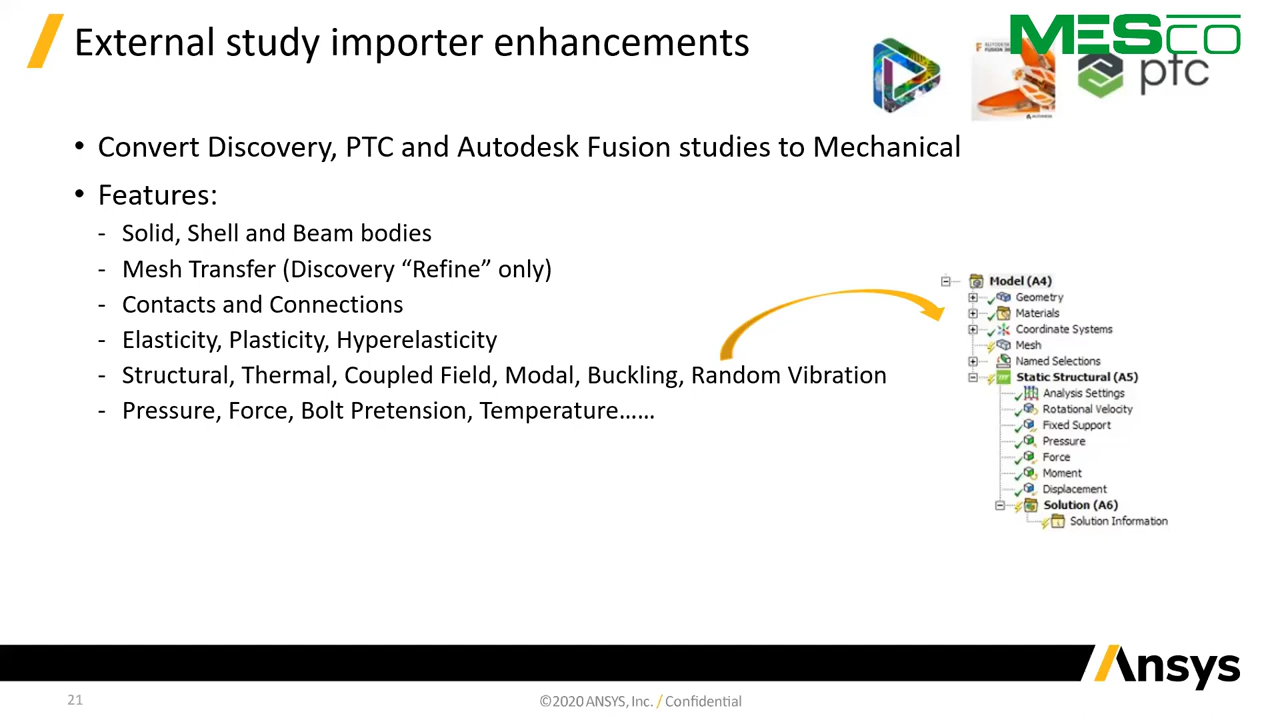 External study importer enhancements
MESCO
AUTODESK
FUSION 360
ptc
AUTODESK
• Convert Discovery, PTC and Autodesk Fusion studies to Mechanical
• Features:
- Solid, Shell and Beam bodies
- Mesh Transfer (Discovery “Refine” only)
- Contacts and Connections
- Elasticity, Plasticity, Hyperelasticity
- Structural, Thermal, Coupled Field, Modal, Buckling, Random Vibration
- Pressure, Force, Bolt Pretension, Temperature……
Model (A4)
Geometry
Materials
Coordinate Systems
Mesh
Named Selections
Static Structural (A5)
Analysis Settings
Rotational Velocity
Fixed Support
Pressure
Force
Moment
Displacement
Solution (A6)
Solution Information
Ansys
21
©2020 ANSYS, Inc. / Confidential